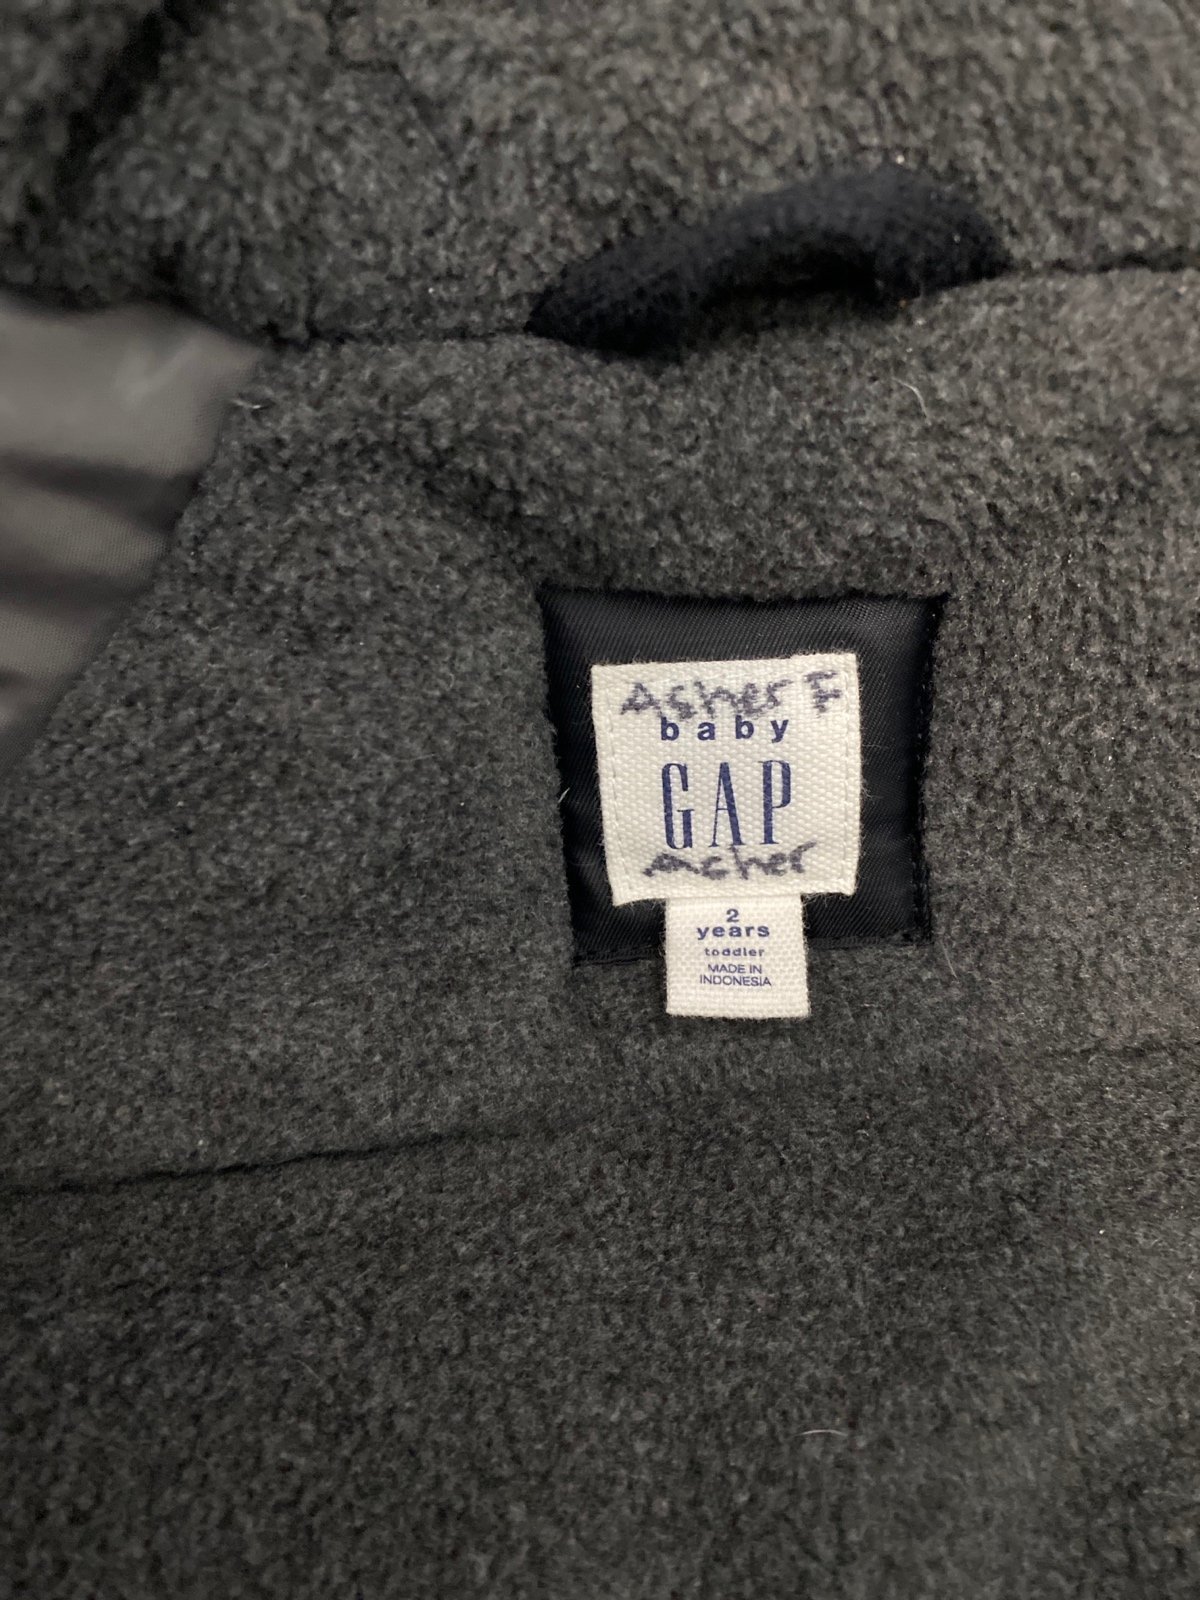 Asher F
baby
GAP
Asher
2
years
toddler
MADE IN
INDONESIA